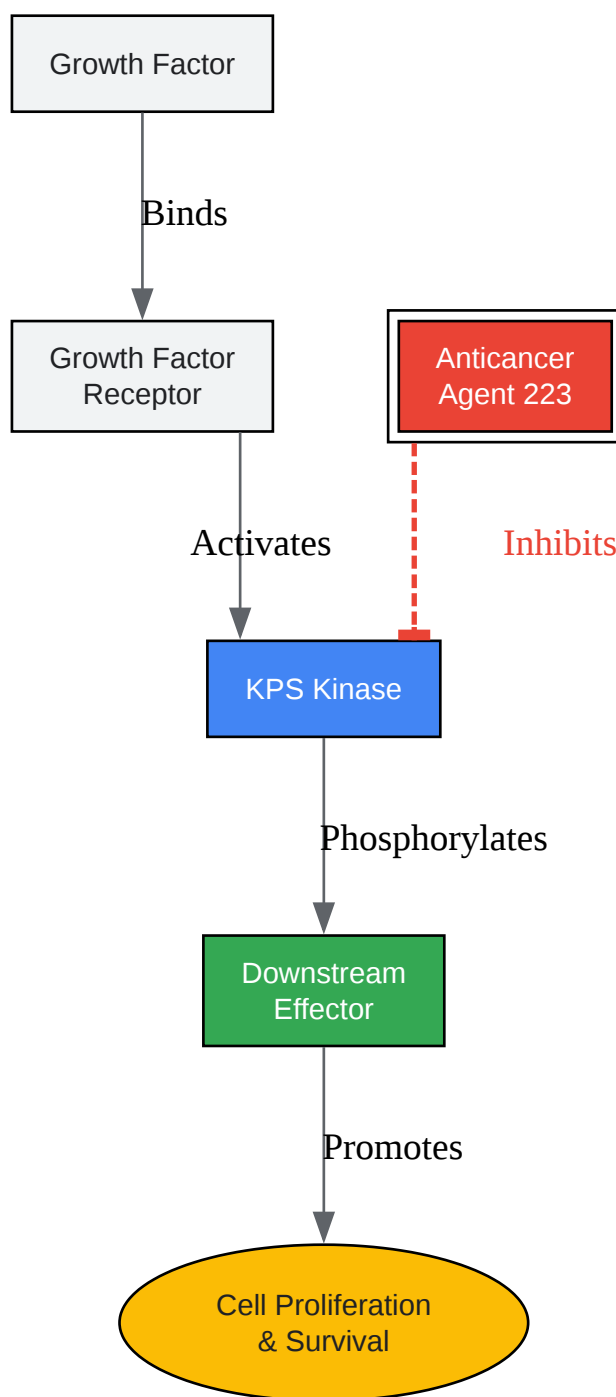 Growth Factor
Binds
Growth Factor
Receptor
Anticancer
Agent 223
Activates
Inhibits
KPS Kinase
Phosphorylates
Downstream
Effector
Promotes
Cell Proliferation
& Survival